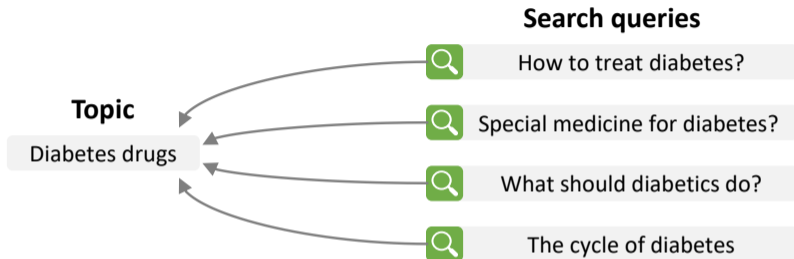 Search queries
How to treat diabetes?
Topic
Special medicine for diabetes?
Diabetes drugs
What should diabetics do?
The cycle of diabetes